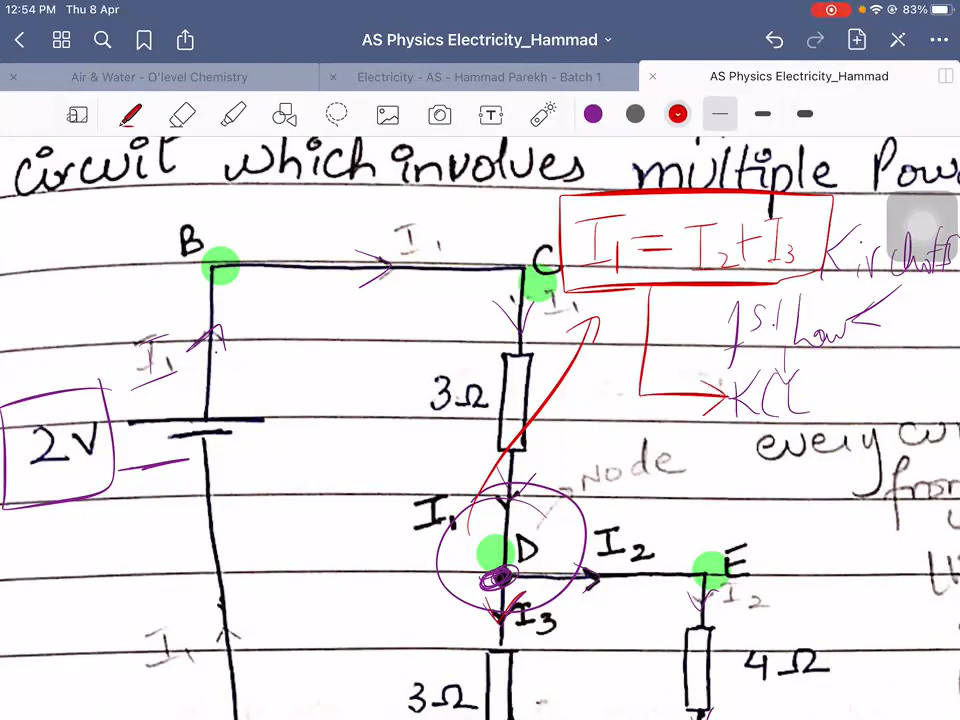 12:54 PM Thu 8 Apr
83%
AS Physics Electricity_Hammad
Air & Water - O'level Chemistry
Electricity - AS - Hammad Parekh - Batch 1
AS Physics Electricity_Hammad
circuit which involves multiple Pow
B
I₁
C
I₁ = I₂ + I₃
Kirchoff's
I₁
1st Law
I₁
3Ω
KCL
2V
every cu
from
Node
I₁
D
I₂
E
I₂
I₃
I₁
4Ω
3Ω